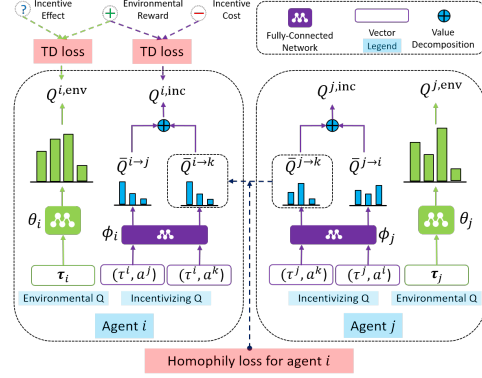 ? Incentive Effect
+ Environmental Reward
− Incentive Cost
Fully-Connected Network
Vector
Legend
Value Decomposition
TD loss
TD loss
Q^{i,env}
Q^{i,inc}
Q^{j,inc}
Q^{j,env}
Q̄^{i→j}
Q̄^{i→k}
Q̄^{j→k}
Q̄^{j→i}
θ_i
ϕ_i
ϕ_j
θ_j
τ_i
(τ^i, a^j)
(τ^i, a^k)
(τ^j, a^k)
(τ^j, a^i)
τ_j
Environmental Q
Incentivizing Q
Incentivizing Q
Environmental Q
Agent i
Agent j
Homophily loss for agent i